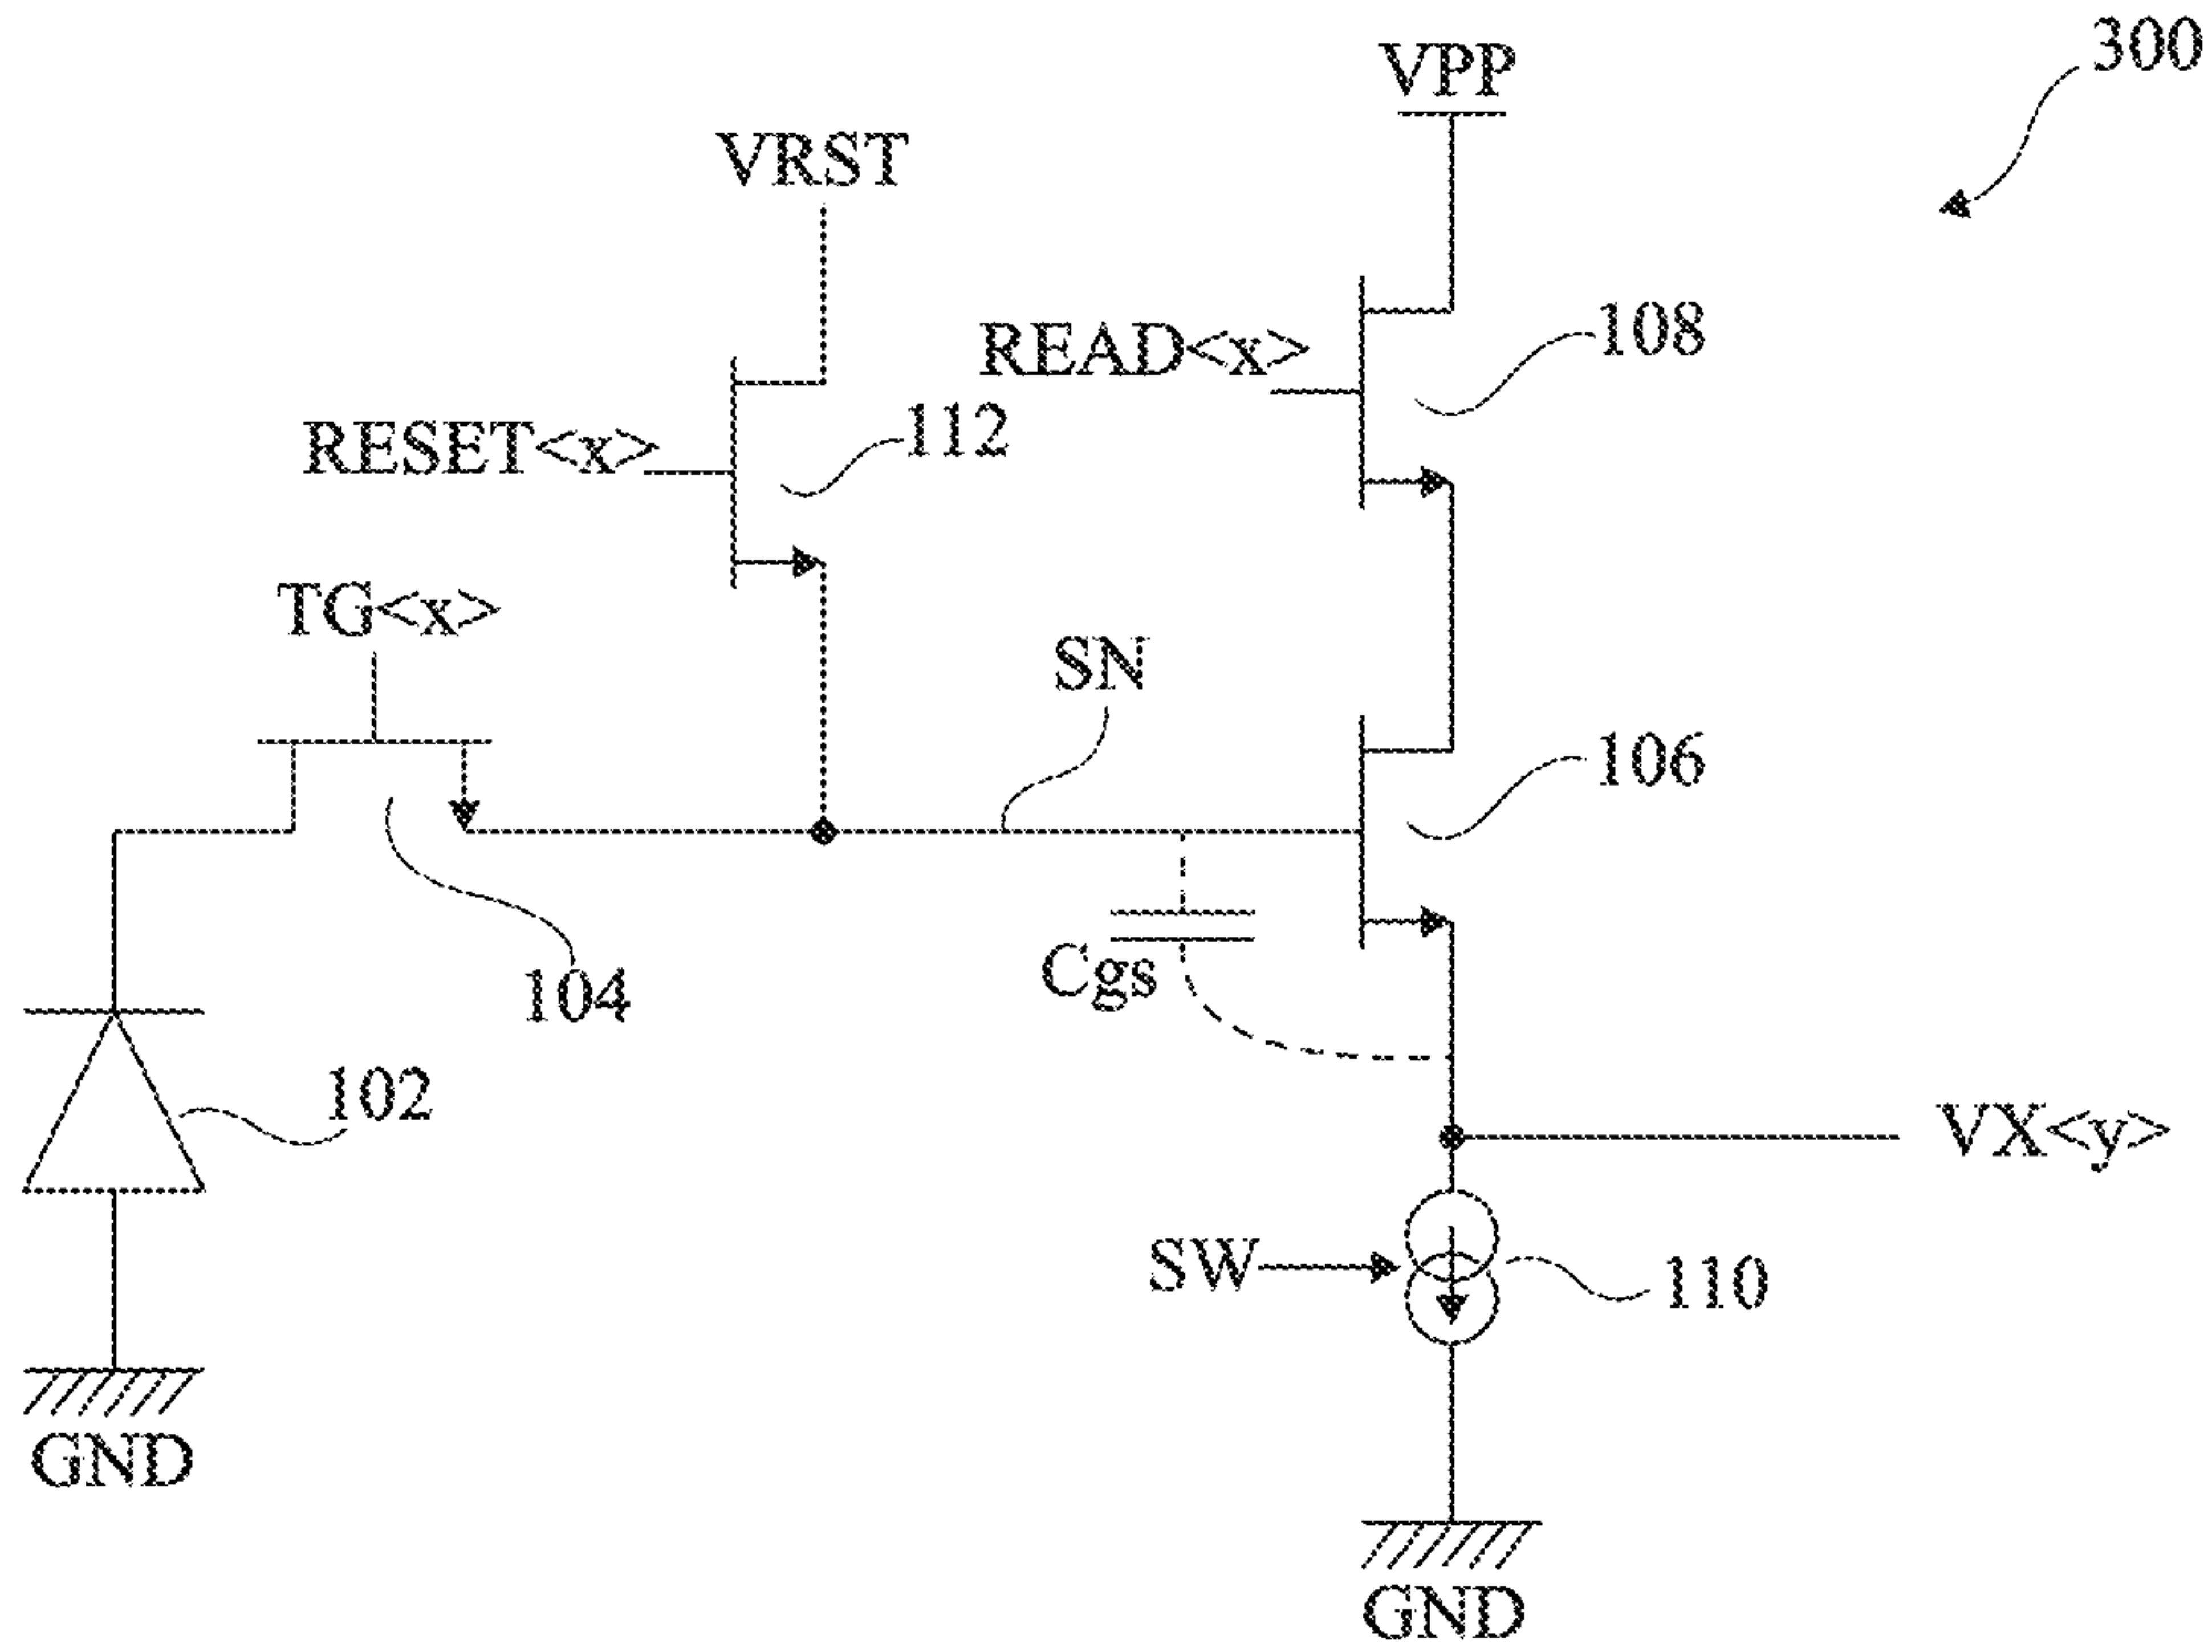 300
VPP
VRST
READ<x>
108
RESET<x>
112
TG<x>
SN
106
104
Cgs
102
VX<y>
SW
110
GND
GND